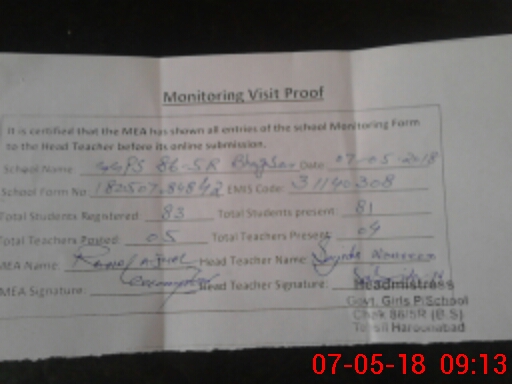 Monitoring Visit Proof
It is certified that the MEA has shown all entries of the school Monitoring Form
to the Head Teacher before its online submission.
School Name: GGPS 86-5R Date 07-05-2018
School Form No EMIS Code: 31140308
Total Students Registered: 83 Total Students present: 81
Total Teachers Posted: 05 Total Teachers Present: 04
MEA Name: Head Teacher Name: Syeda
MEA Signature: Head Teacher Signature:
Headmistress
Govt. Girls P/School
Chak 86/5R (B.S)
Tehsil Haroonabad
07-05-18 09:13